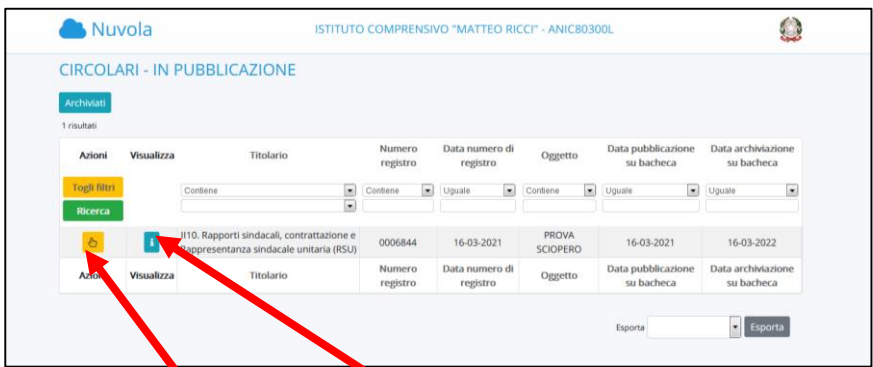 Nuvola
ISTITUTO COMPRENSIVO "MATTEO RICCI" - ANIC80300L
CIRCOLARI - IN PUBBLICAZIONE
Archiviati
1 risultati
Azioni Visualizza Titolario Numero registro Data numero di registro Oggetto Data pubblicazione su bacheca Data archiviazione su bacheca
Togli filtri Contiene Contiene Uguale Contiene Uguale Uguale
Ricerca
II10. Rapporti sindacali, contrattazione e Rappresentanza sindacale unitaria (RSU) 0006844 16-03-2021 PROVA SCIOPERO 16-03-2021 16-03-2022
Azioni Visualizza Titolario Numero registro Data numero di registro Oggetto Data pubblicazione su bacheca Data archiviazione su bacheca
Esporta Esporta